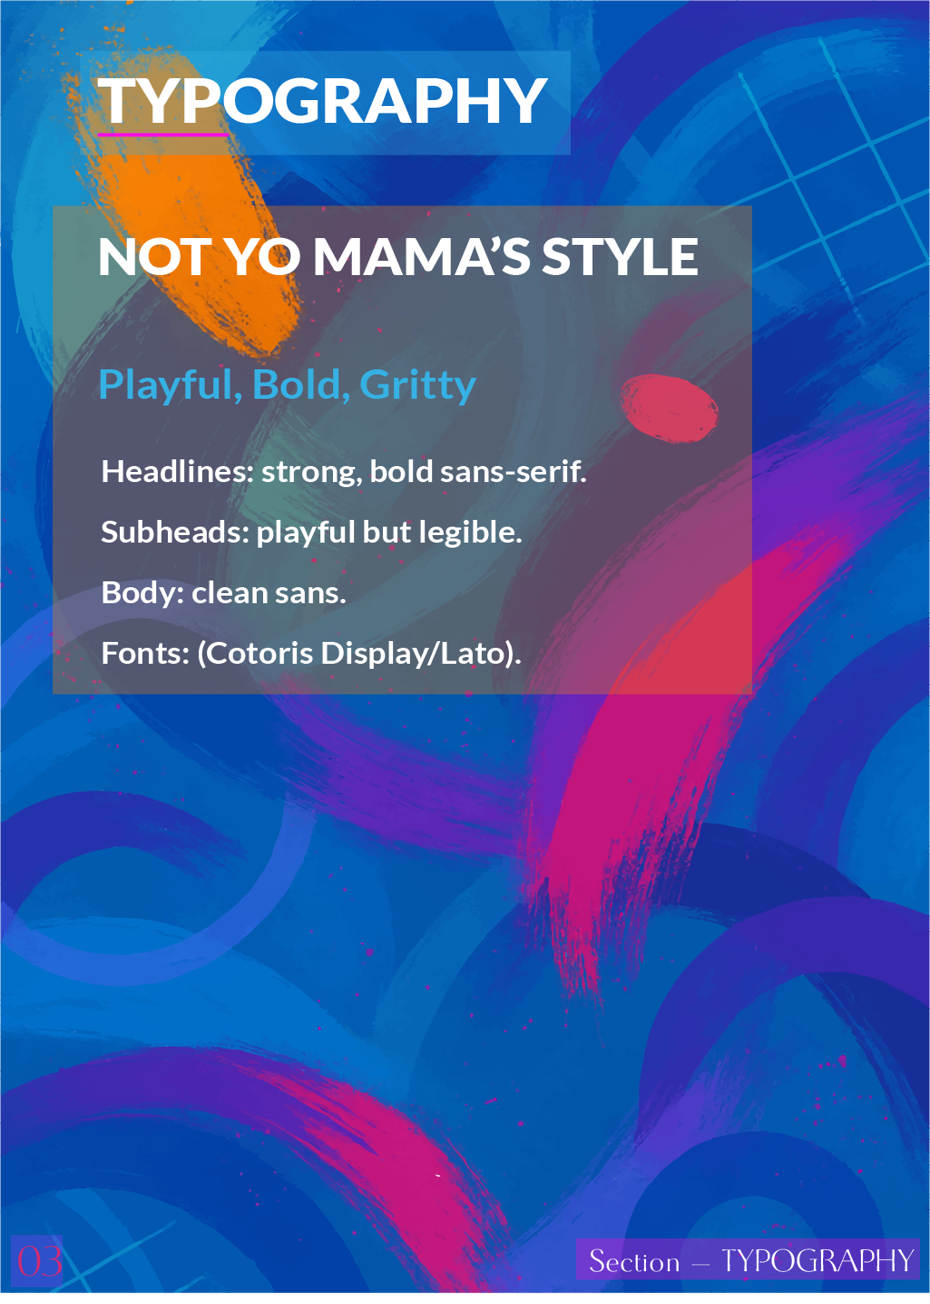 TYPOGRAPHY
NOT YO MAMA’S STYLE
Playful, Bold, Gritty
Headlines: strong, bold sans-serif.
Subheads: playful but legible.
Body: clean sans.
Fonts: (Cotoris Display/Lato).
03
Section — TYPOGRAPHY